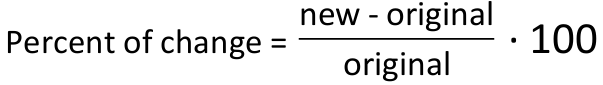 Percent of change = new - original / original · 100